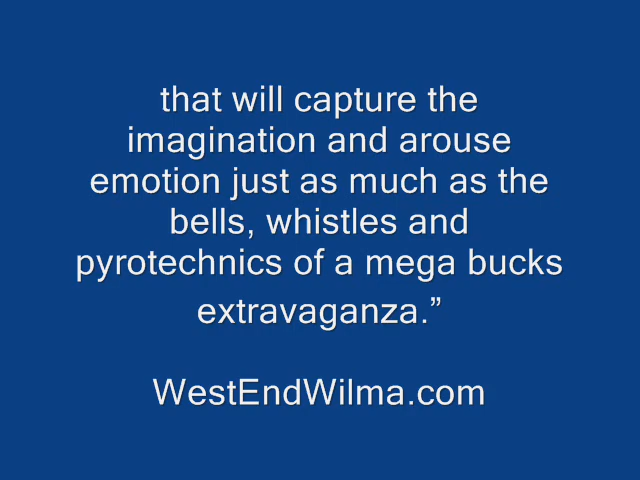 that will capture the
imagination and arouse
emotion just as much as the
bells, whistles and
pyrotechnics of a mega bucks
extravaganza.”
WestEndWilma.com